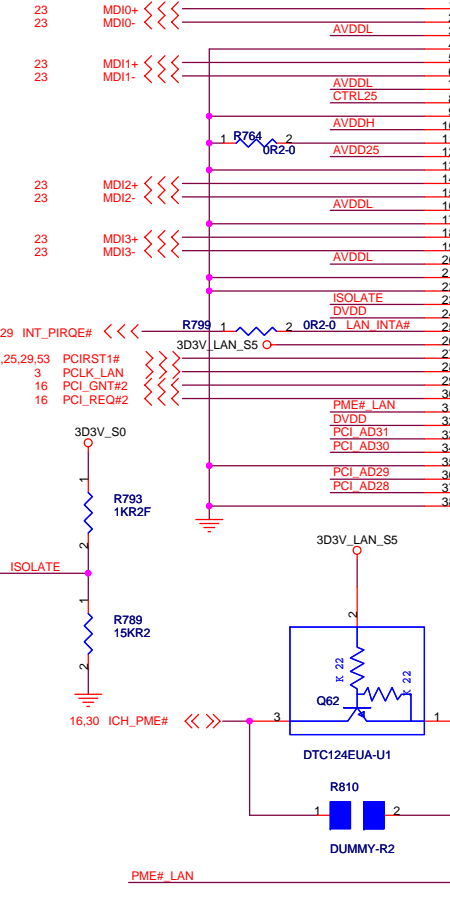 23 MDI0+
23 MDI0-
AVDDL
23 MDI1+
23 MDI1-
AVDDL
CTRL25
AVDDH
R764
1 2
0R2-0
AVDD25
23 MDI2+
23 MDI2-
AVDDL
23 MDI3+
23 MDI3-
AVDDL
ISOLATE
DVDD
29 INT_PIRQE# R799 1 2 0R2-0 LAN_INTA#
3D3V_LAN_S5
,25,29,53 PCIRST1#
3 PCLK_LAN
16 PCI_GNT#2
16 PCI_REQ#2
PME#_LAN
DVDD
PCI_AD31
PCI_AD30
3D3V_S0
PCI_AD29
PCI_AD28
1
R793
1KR2F
2
3D3V_LAN_S5
ISOLATE
1
R789
15KR2
2
2
K 22
K 22
Q62
16,30 ICH_PME# 3 1
DTC124EUA-U1
R810
1 2
DUMMY-R2
PME#_LAN